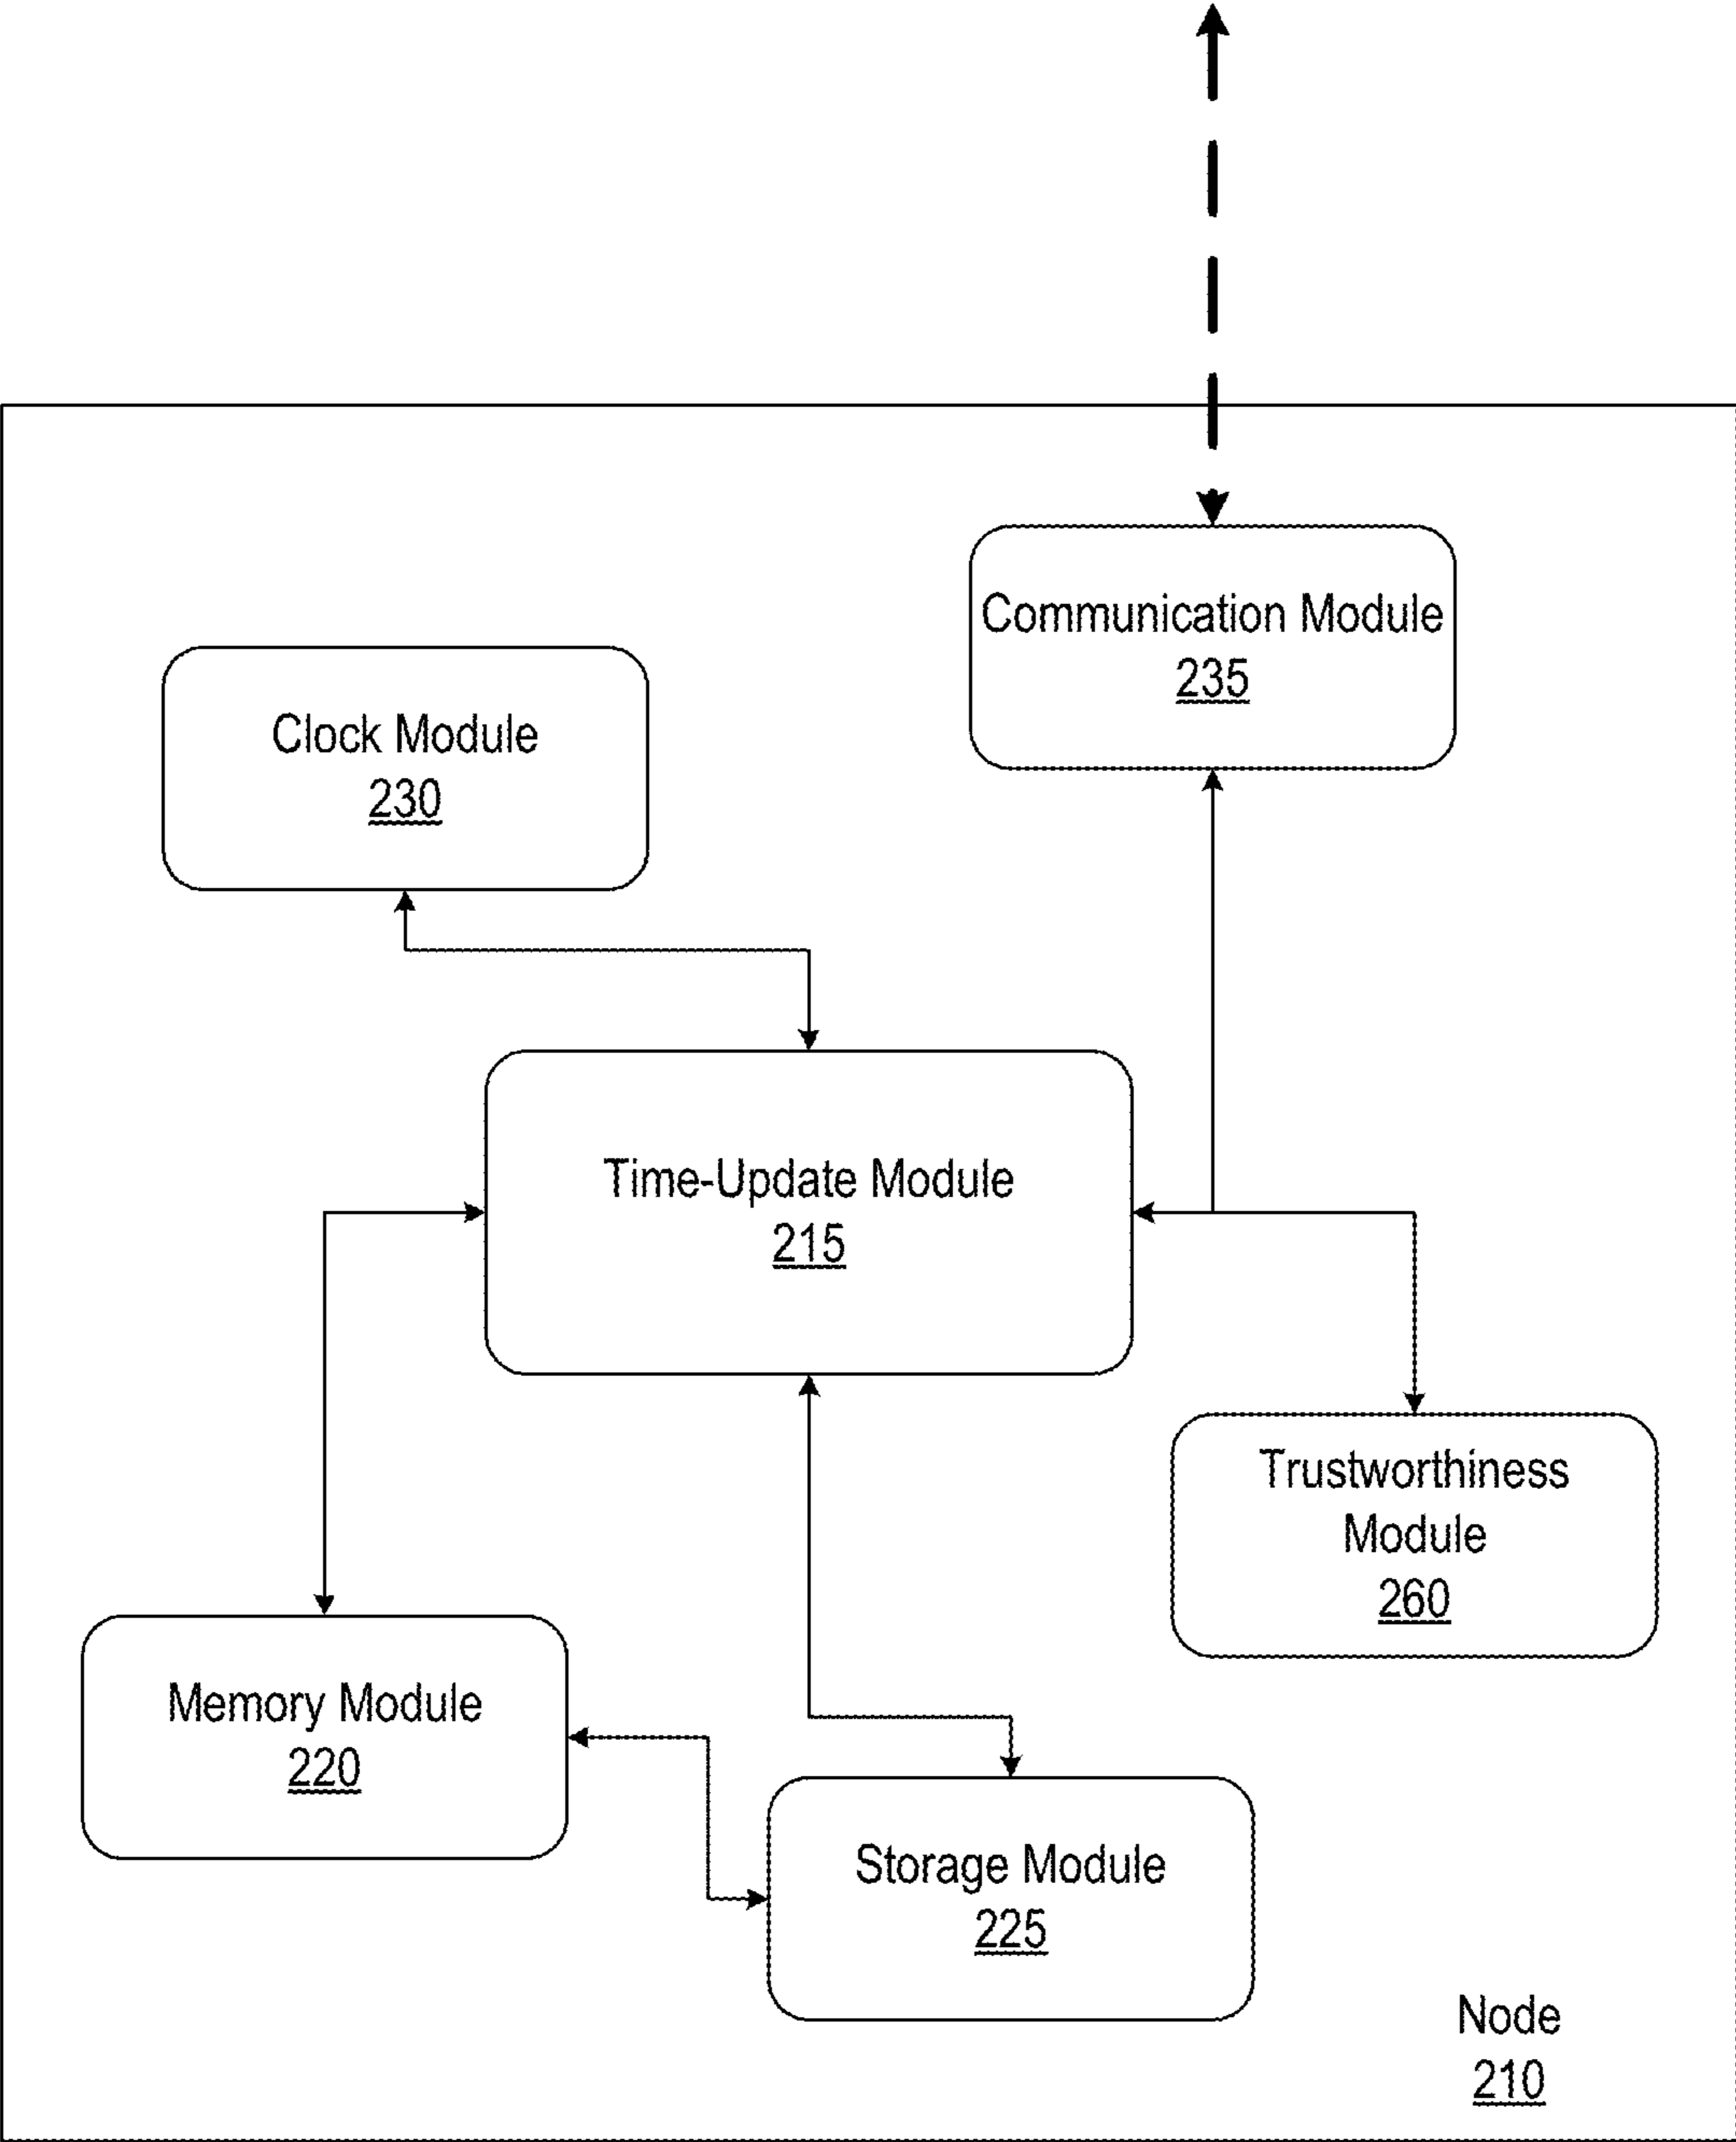 Communication Module
235
Clock Module
230
Time-Update Module
215
Trustworthiness
Module
260
Memory Module
220
Storage Module
225
Node
210